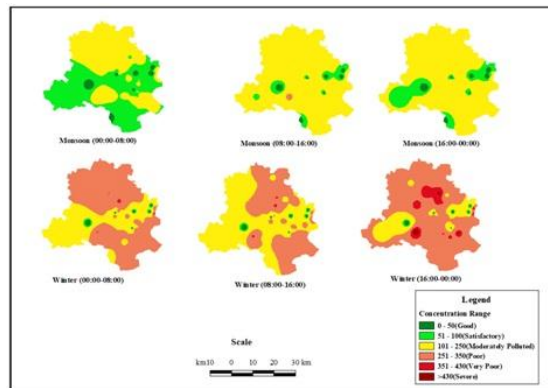 Monsoon (00:00-08:00)
Monsoon (08:00-16:00)
Monsoon (16:00-00:00)
Winter (00:00-08:00)
Winter (08:00-16:00)
Winter (16:00-00:00)
Legend
Concentration Range
0 - 50(Good)
51 - 100(Satisfactory)
101 - 250(Moderately Polluted)
251 - 350(Poor)
351 - 430(Very Poor)
>430(Severe)
Scale
km10 0 10 20 30 km